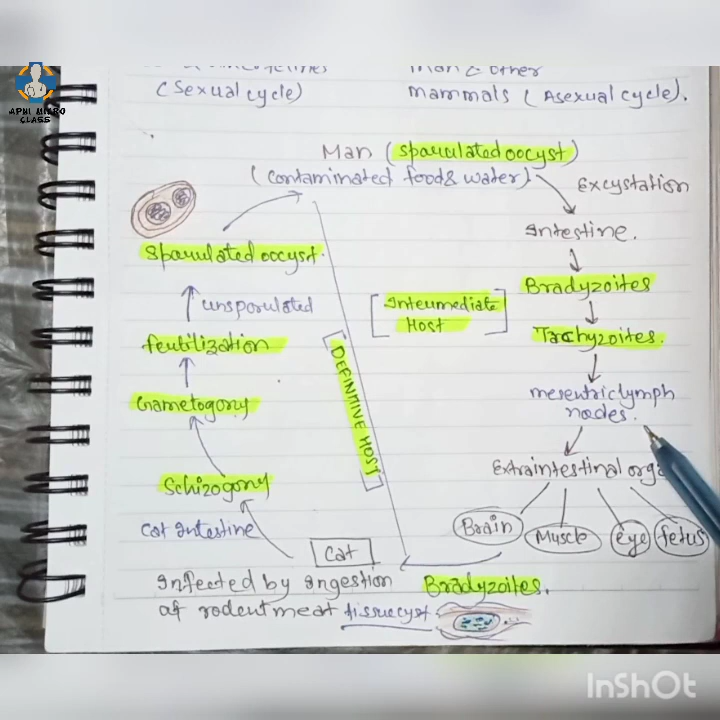 APNI MICRO
CLASS
man & other
(Sexual cycle)
mammals (Asexual cycle).
Man (sporulated oocyst)
(contaminated food & water)
Excystation
Intestine.
Sporulated oocyst.
Bradyzoites
unsporulated
[Intermediate
Host]
Tachyzoites.
fertilization
[DEFINITIVE HOST]
mesentric lymph
nodes.
Gametogony
Extraintestinal orga
Schizogony
Brain
Muscle
eye
fetus
Cat Intestine
Cat
Infected by ingestion
of rodent meat tissue cyst.
Bradyzoites.
InShOt